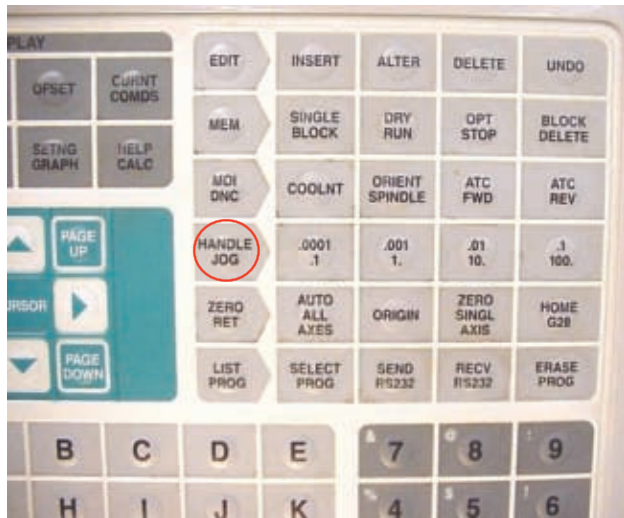 PLAY
EDIT
INSERT
ALTER
DELETE
UNDO
OFSET
CURNT
COMDS
MEM
SINGLE
BLOCK
DRY
RUN
OPT
STOP
BLOCK
DELETE
SETNG
GRAPH
HELP
CALC
MDI
DNC
COOLNT
ORIENT
SPINDLE
ATC
FWD
ATC
REV
PAGE
UP
HANDLE
JOG
.0001
.1
.001
1.
.01
10.
.1
100.
RSOR
ZERO
RET
AUTO
ALL
AXES
ORIGIN
ZERO
SINGL
AXIS
HOME
G28
PAGE
DOWN
LIST
PROG
SELECT
PROG
SEND
RS232
RECV
RS232
ERASE
PROG
B
C
D
E
&
7
@
8
:
9
H
I
J
K
%
4
$
5
!
6